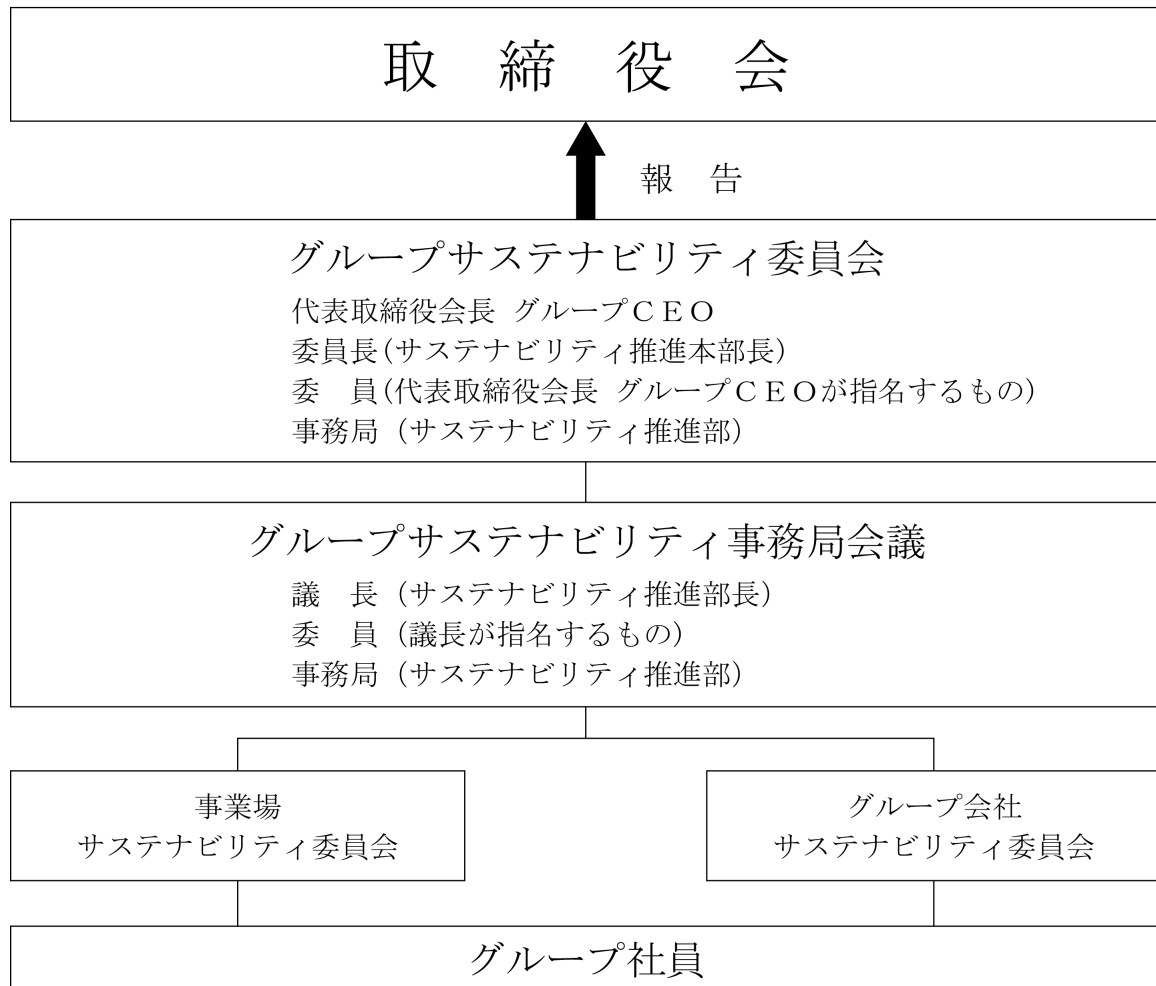 取　締　役　会
報　告
グループサステナビリティ委員会
代表取締役会長 グループＣＥＯ
委員長(サステナビリティ推進本部長)
委　員(代表取締役会長 グループＣＥＯが指名するもの)
事務局（サステナビリティ推進部）
グループサステナビリティ事務局会議
議　長（サステナビリティ推進部長）
委　員（議長が指名するもの）
事務局（サステナビリティ推進部）
事業場
サステナビリティ委員会
グループ会社
サステナビリティ委員会
グループ社員